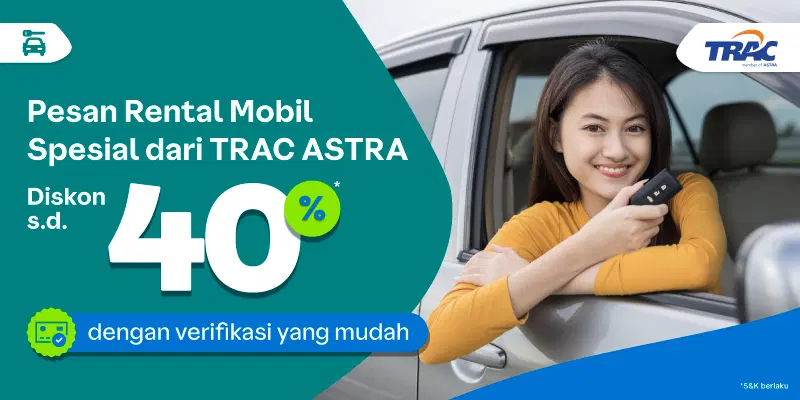 Pesan Rental Mobil
Spesial dari TRAC ASTRA
Diskon
s.d.
40%*
dengan verifikasi yang mudah
TRAC
member of ASTRA
*S&K berlaku